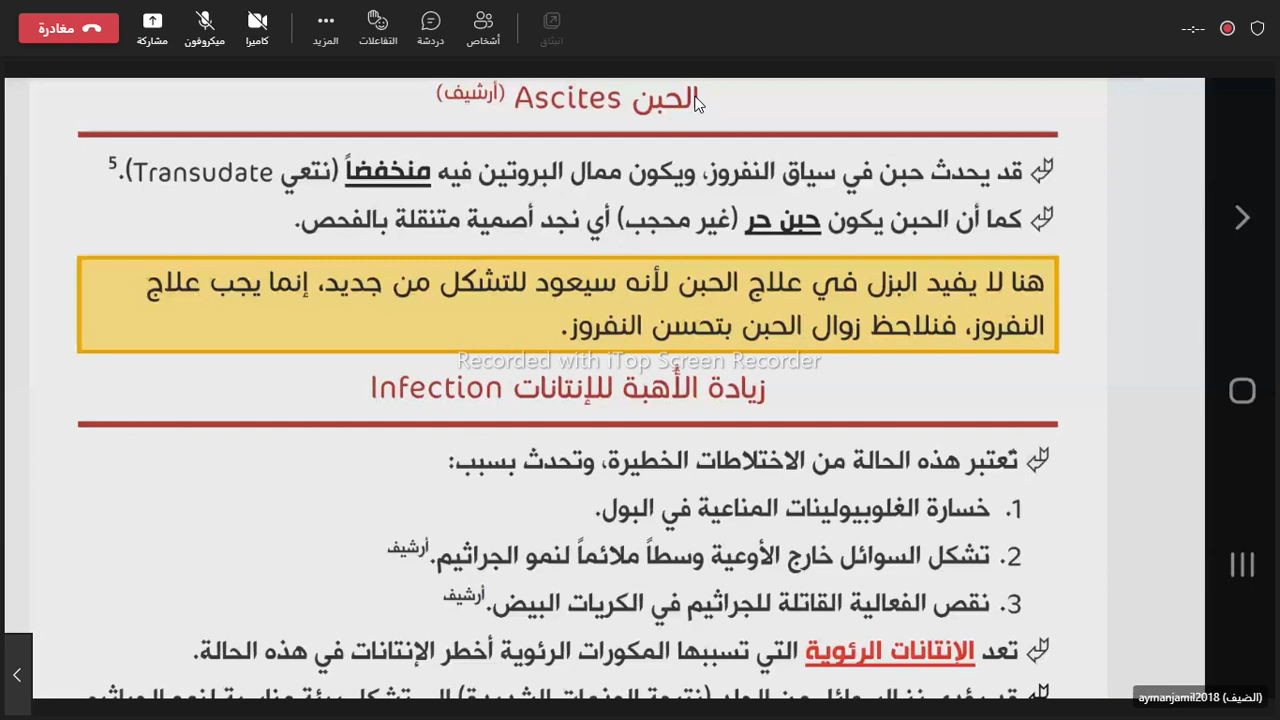 مغادرة
مشاركة
ميكروفون
كاميرا
المزيد
التفاعلات
دردشة
أشخاص
انبثاق
--:--
الحبن Ascites (أرشيف)
قد يحدث حبن في سياق النفروز، ويكون ممال البروتين فيه منخفضاً (نتعي Transudate).5
كما أن الحبن يكون حبن حر (غير محجب) أي نجد أصمية متنقلة بالفحص.
هنا لا يفيد البزل في علاج الحبن لأنه سيعود للتشكل من جديد، إنما يجب علاج
النفروز، فنلاحظ زوال الحبن بتحسن النفروز.
Recorded with iTop Screen Recorder
زيادة الأُهبة للإنتانات Infection
تُعتبر هذه الحالة من الاختلاطات الخطيرة، وتحدث بسبب:
1. خسارة الغلوبيولينات المناعية في البول.
2. تشكل السوائل خارج الأوعية وسطاً ملائماً لنمو الجراثيم.أرشيف
3. نقص الفعالية القاتلة للجراثيم في الكريات البيض.أرشيف
تعد الإنتانات الرئوية التي تسببها المكورات الرئوية أخطر الإنتانات في هذه الحالة.
aymanjamil2018 (الضيف)